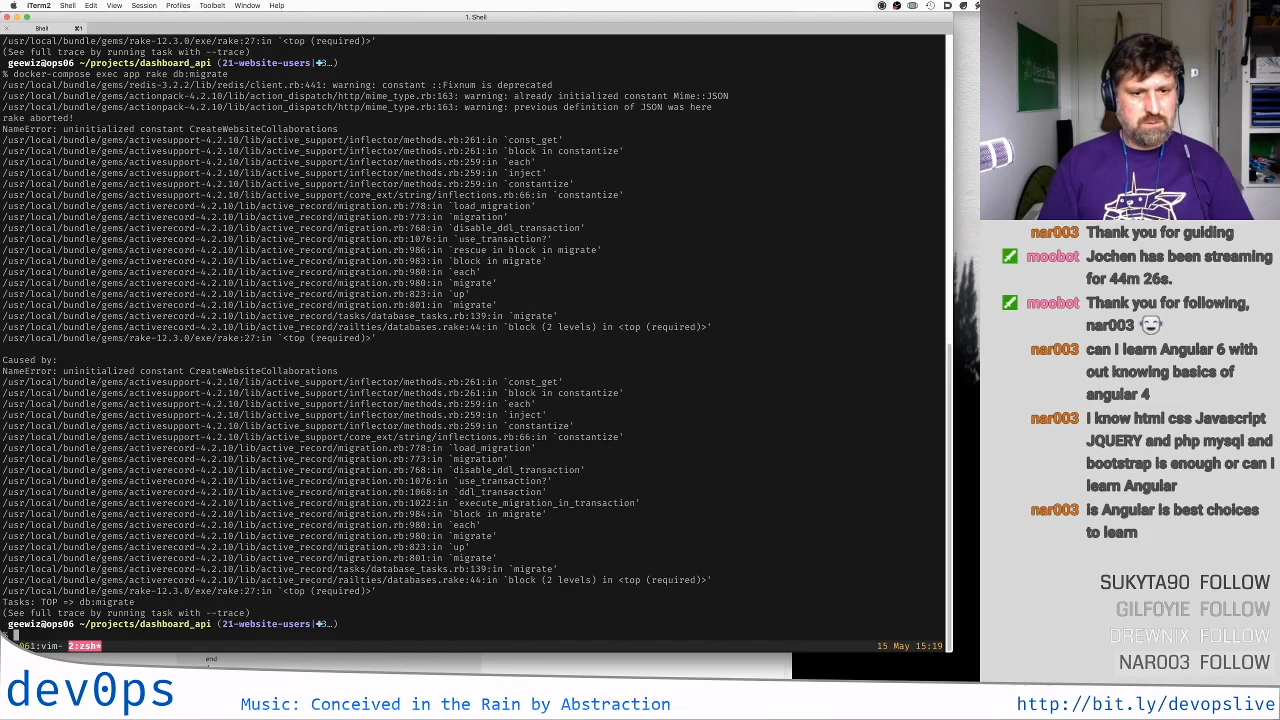 iTerm2 Shell Edit View Session Profiles Toolbelt Window Help
1. Shell
Shell ⌘1
/usr/local/bundle/gems/rake-12.3.0/exe/rake:27:in `<top (required)>'
(See full trace by running task with --trace)
geewiz@ops06 ~/projects/dashboard_api (21-website-users|✚3…)
% docker-compose exec app rake db:migrate
/usr/local/bundle/gems/redis-3.1.2/lib/redis/client.rb:441: warning: constant ::Fixnum is deprecated
/usr/local/bundle/gems/actionpack-4.2.10/lib/action_dispatch/http/mime_type.rb:163: warning: already initialized constant Mime::JSON
/usr/local/bundle/gems/actionpack-4.2.10/lib/action_dispatch/http/mime_type.rb:163: warning: previous definition of JSON was here
rake aborted!
NameError: uninitialized constant CreateWebsiteCollaborations
/usr/local/bundle/gems/activesupport-4.2.10/lib/active_support/inflector/methods.rb:261:in `const_get'
/usr/local/bundle/gems/activesupport-4.2.10/lib/active_support/inflector/methods.rb:261:in `block in constantize'
/usr/local/bundle/gems/activesupport-4.2.10/lib/active_support/inflector/methods.rb:259:in `each'
/usr/local/bundle/gems/activesupport-4.2.10/lib/active_support/inflector/methods.rb:259:in `inject'
/usr/local/bundle/gems/activesupport-4.2.10/lib/active_support/inflector/methods.rb:259:in `constantize'
/usr/local/bundle/gems/activesupport-4.2.10/lib/active_support/core_ext/string/inflections.rb:66:in `constantize'
/usr/local/bundle/gems/activerecord-4.2.10/lib/active_record/migration.rb:778:in `load_migration'
/usr/local/bundle/gems/activerecord-4.2.10/lib/active_record/migration.rb:773:in `migration'
/usr/local/bundle/gems/activerecord-4.2.10/lib/active_record/migration.rb:768:in `disable_ddl_transaction'
/usr/local/bundle/gems/activerecord-4.2.10/lib/active_record/migration.rb:1076:in `use_transaction?'
/usr/local/bundle/gems/activerecord-4.2.10/lib/active_record/migration.rb:986:in `rescue in block in migrate'
/usr/local/bundle/gems/activerecord-4.2.10/lib/active_record/migration.rb:983:in `block in migrate'
/usr/local/bundle/gems/activerecord-4.2.10/lib/active_record/migration.rb:980:in `each'
/usr/local/bundle/gems/activerecord-4.2.10/lib/active_record/migration.rb:980:in `migrate'
/usr/local/bundle/gems/activerecord-4.2.10/lib/active_record/migration.rb:823:in `up'
/usr/local/bundle/gems/activerecord-4.2.10/lib/active_record/migration.rb:801:in `migrate'
/usr/local/bundle/gems/activerecord-4.2.10/lib/active_record/tasks/database_tasks.rb:139:in `migrate'
/usr/local/bundle/gems/activerecord-4.2.10/lib/active_record/railties/databases.rake:44:in `block (2 levels) in <top (required)>'
/usr/local/bundle/gems/rake-12.3.0/exe/rake:27:in `<top (required)>'
Caused by:
NameError: uninitialized constant CreateWebsiteCollaborations
/usr/local/bundle/gems/activesupport-4.2.10/lib/active_support/inflector/methods.rb:261:in `const_get'
/usr/local/bundle/gems/activesupport-4.2.10/lib/active_support/inflector/methods.rb:261:in `block in constantize'
/usr/local/bundle/gems/activesupport-4.2.10/lib/active_support/inflector/methods.rb:259:in `each'
/usr/local/bundle/gems/activesupport-4.2.10/lib/active_support/inflector/methods.rb:259:in `inject'
/usr/local/bundle/gems/activesupport-4.2.10/lib/active_support/inflector/methods.rb:259:in `constantize'
/usr/local/bundle/gems/activesupport-4.2.10/lib/active_support/core_ext/string/inflections.rb:66:in `constantize'
/usr/local/bundle/gems/activerecord-4.2.10/lib/active_record/migration.rb:778:in `load_migration'
/usr/local/bundle/gems/activerecord-4.2.10/lib/active_record/migration.rb:773:in `migration'
/usr/local/bundle/gems/activerecord-4.2.10/lib/active_record/migration.rb:768:in `disable_ddl_transaction'
/usr/local/bundle/gems/activerecord-4.2.10/lib/active_record/migration.rb:1076:in `use_transaction?'
/usr/local/bundle/gems/activerecord-4.2.10/lib/active_record/migration.rb:1068:in `ddl_transaction'
/usr/local/bundle/gems/activerecord-4.2.10/lib/active_record/migration.rb:1022:in `execute_migration_in_transaction'
/usr/local/bundle/gems/activerecord-4.2.10/lib/active_record/migration.rb:984:in `block in migrate'
/usr/local/bundle/gems/activerecord-4.2.10/lib/active_record/migration.rb:980:in `each'
/usr/local/bundle/gems/activerecord-4.2.10/lib/active_record/migration.rb:980:in `migrate'
/usr/local/bundle/gems/activerecord-4.2.10/lib/active_record/migration.rb:823:in `up'
/usr/local/bundle/gems/activerecord-4.2.10/lib/active_record/migration.rb:801:in `migrate'
/usr/local/bundle/gems/activerecord-4.2.10/lib/active_record/tasks/database_tasks.rb:139:in `migrate'
/usr/local/bundle/gems/activerecord-4.2.10/lib/active_record/railties/databases.rake:44:in `block (2 levels) in <top (required)>'
/usr/local/bundle/gems/rake-12.3.0/exe/rake:27:in `<top (required)>'
Tasks: TOP => db:migrate
(See full trace by running task with --trace)
geewiz@ops06 ~/projects/dashboard_api (21-website-users|✚3…)
1:vim- 2:zsh* 15 May 15:19
end
nar003 Thank you for guiding
moobot Jochen has been streaming
for 44m 26s.
moobot Thank you for following,
nar003
nar003 can I learn Angular 6 with
out knowing basics of
angular 4
nar003 I know html css Javascript
JQUERY and php mysql and
bootstrap is enough or can I
learn Angular
nar003 is Angular is best choices
to learn
SUKYTA90 FOLLOW
GILFOYIE FOLLOW
DREWNIX FOLLOW
NAR003 FOLLOW
dev0ps
Music: Conceived in the Rain by Abstraction
http://bit.ly/devopslive